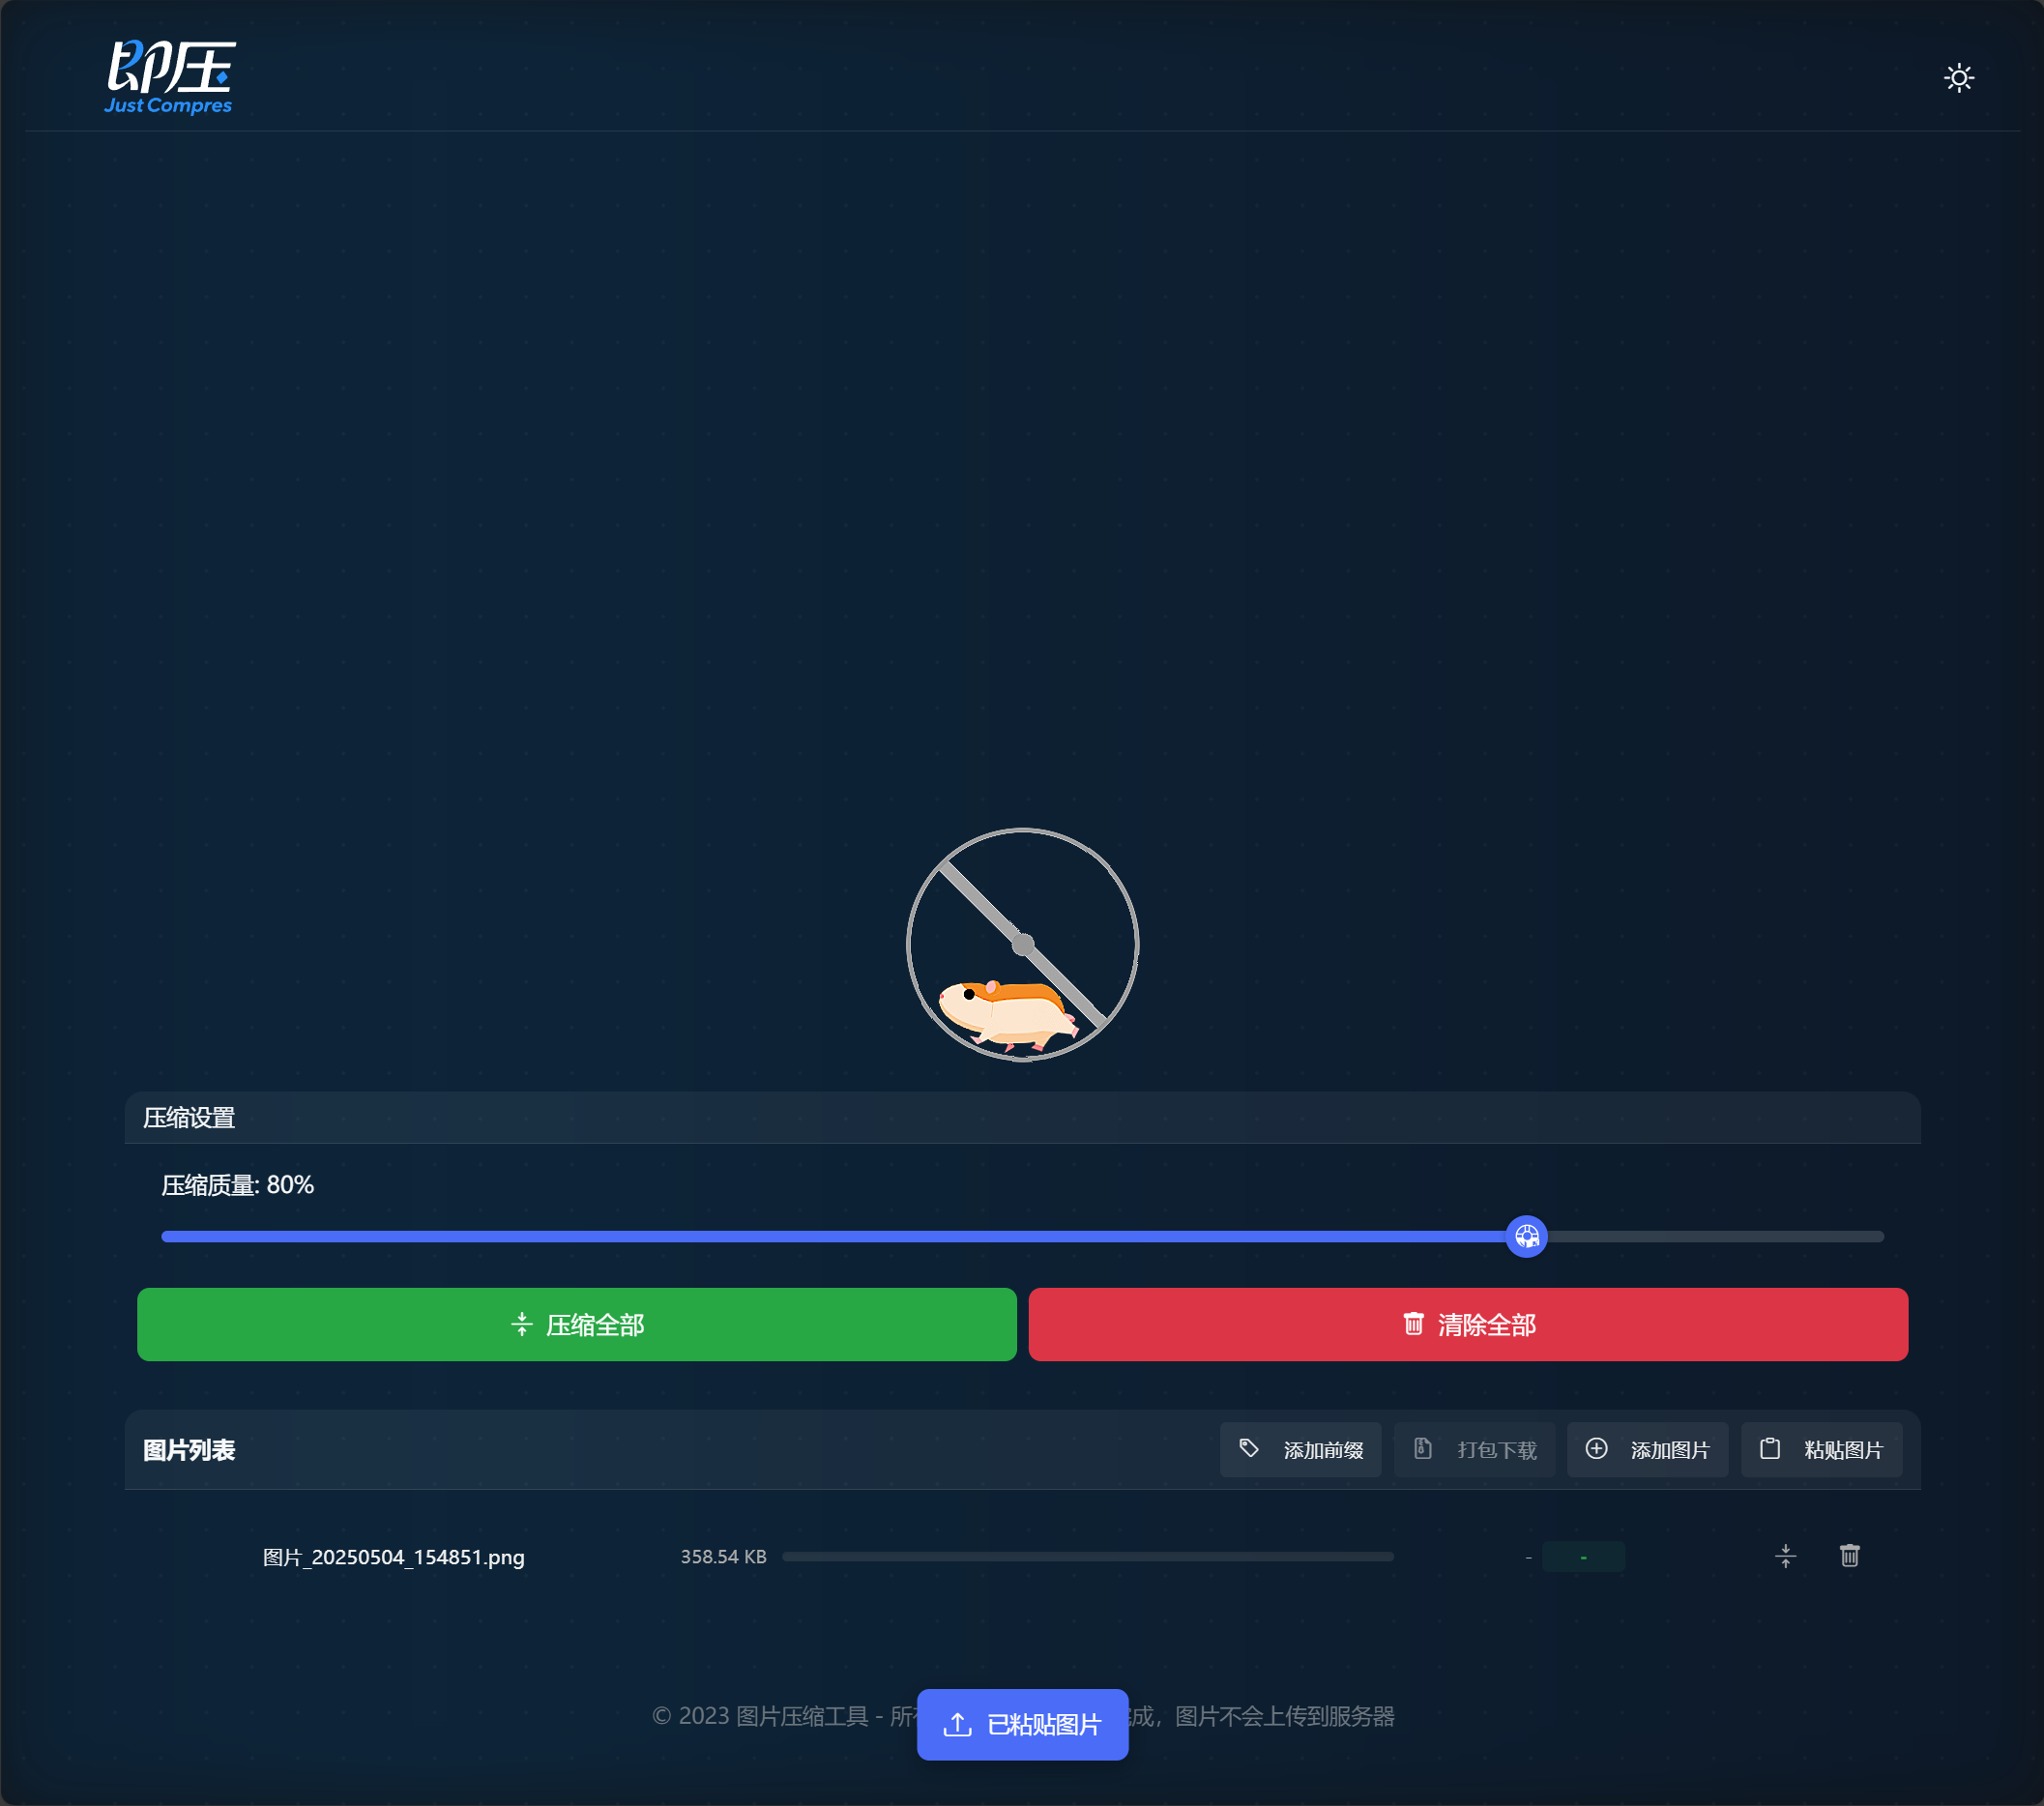 即压
Just Compres
压缩设置
压缩质量: 80%
压缩全部
清除全部
图片列表
添加前缀
打包下载
添加图片
粘贴图片
图片_20250504_154851.png
358.54 KB
-
-
© 2023 图片压缩工具 - 所
成，图片不会上传到服务器
已粘贴图片